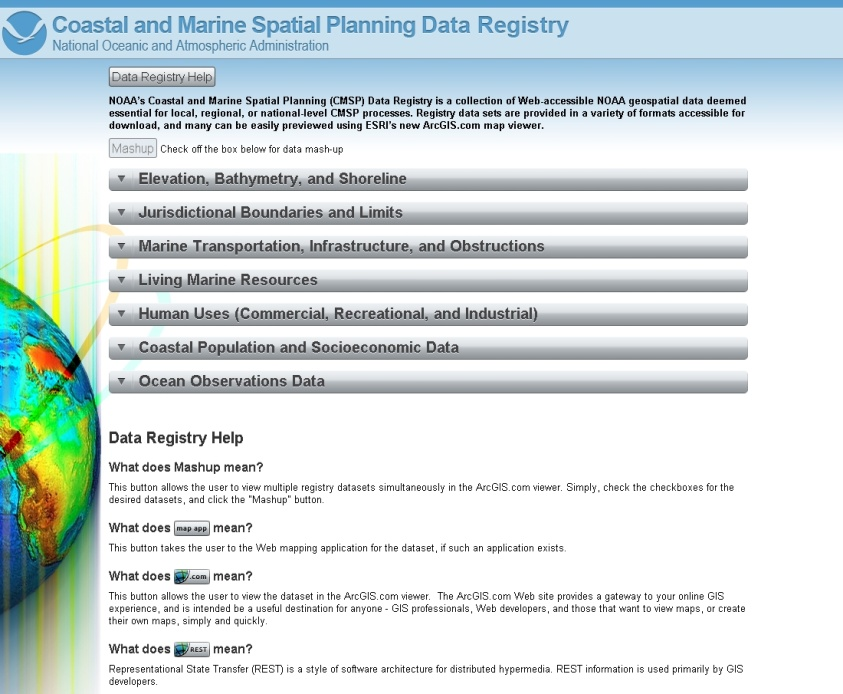 Coastal and Marine Spatial Planning Data Registry
National Oceanic and Atmospheric Administration
Data Registry Help
NOAA's Coastal and Marine Spatial Planning (CMSP) Data Registry is a collection of Web-accessible NOAA geospatial data deemed
essential for local, regional, or national-level CMSP processes. Registry data sets are provided in a variety of formats accessible for
download, and many can be easily previewed using ESRI's new ArcGIS.com map viewer.
Mashup Check off the box below for data mash-up
Elevation, Bathymetry, and Shoreline
Jurisdictional Boundaries and Limits
Marine Transportation, Infrastructure, and Obstructions
Living Marine Resources
Human Uses (Commercial, Recreational, and Industrial)
Coastal Population and Socioeconomic Data
Ocean Observations Data
Data Registry Help
What does Mashup mean?
This button allows the user to view multiple registry datasets simultaneously in the ArcGIS.com viewer. Simply, check the checkboxes for the
desired datasets, and click the "Mashup" button.
What does map app mean?
This button takes the user to the Web mapping application for the dataset, if such an application exists.
What does .com mean?
This button allows the user to view the dataset in the ArcGIS.com viewer. The ArcGIS.com Web site provides a gateway to your online GIS
experience, and is intended be a useful destination for anyone - GIS professionals, Web developers, and those that want to view maps, or create
their own maps, simply and quickly.
What does REST mean?
Representational State Transfer (REST) is a style of software architecture for distributed hypermedia. REST information is used primarily by GIS
developers.